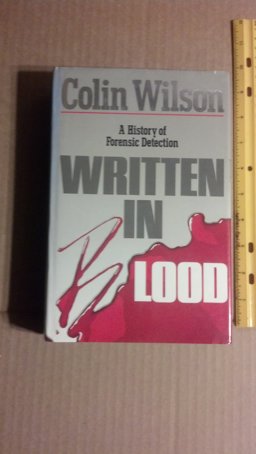 Colin Wilson
A History of
Forensic Detection
WRITTEN
IN
BLOOD